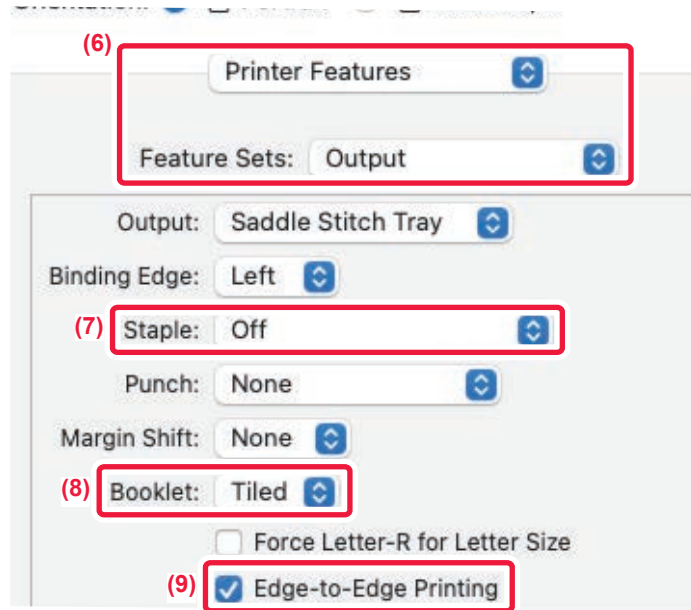 (6)
Printer Features
Feature Sets: Output
Output: Saddle Stitch Tray
Binding Edge: Left
(7) Staple: Off
Punch: None
Margin Shift: None
(8) Booklet: Tiled
Force Letter-R for Letter Size
(9) Edge-to-Edge Printing